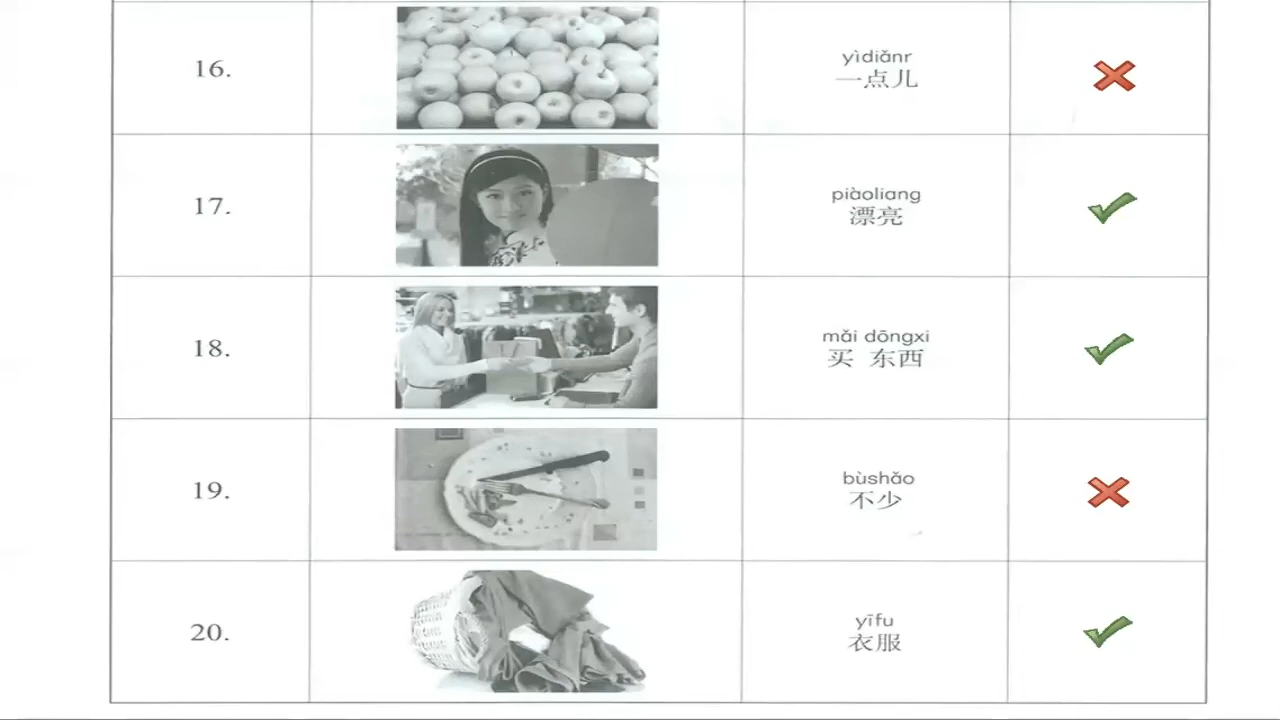 16.
yìdiǎnr
一点儿
17.
piàoliang
漂亮
18.
mǎi dōngxi
买 东西
19.
bùshǎo
不少
20.
yīfu
衣服